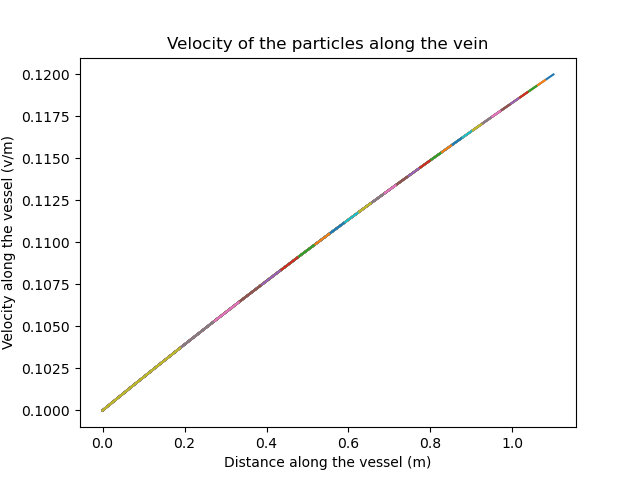 Velocity of the particles along the vein
0.1200
0.1175
0.1150
0.1125
0.1100
0.1075
0.1050
0.1025
0.1000
Velocity along the vessel (v/m)
0.0 0.2 0.4 0.6 0.8 1.0
Distance along the vessel (m)